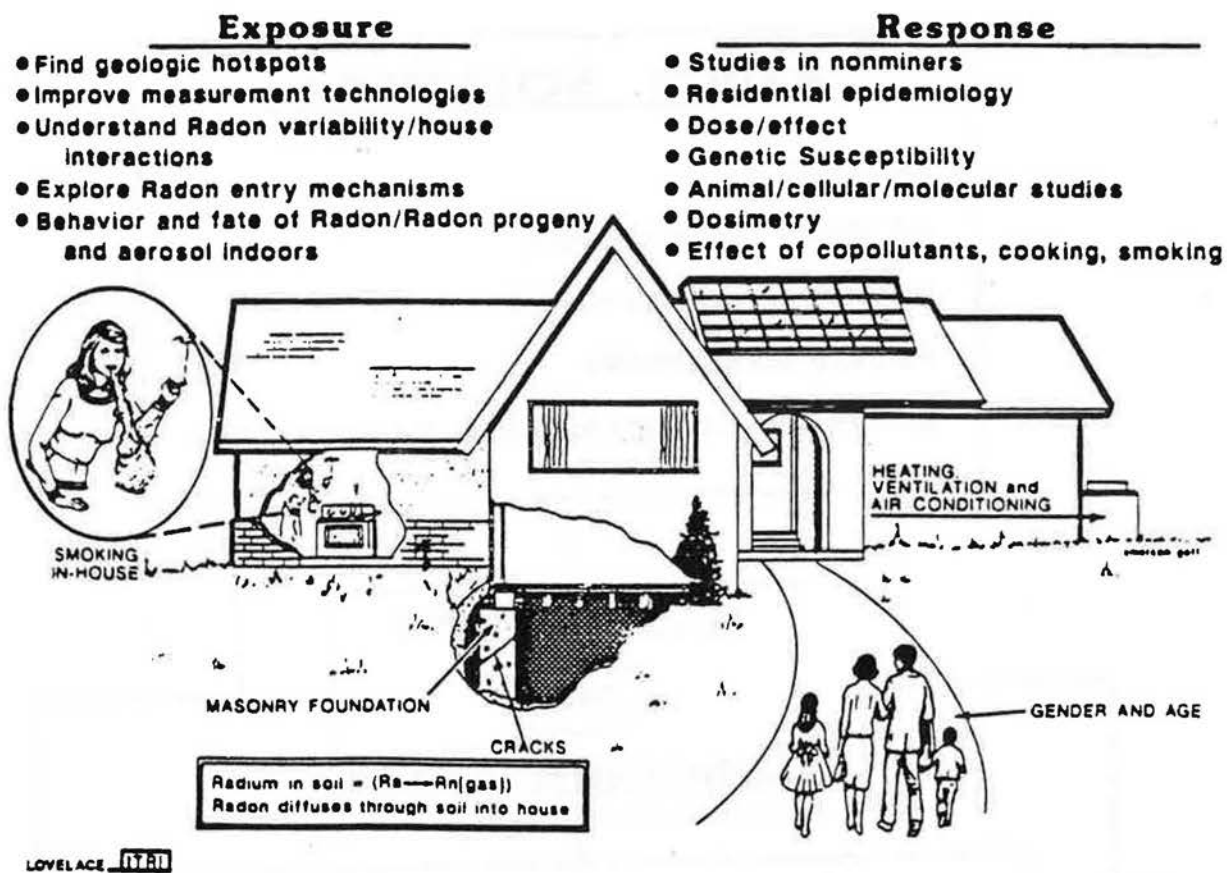 Exposure
● Find geologic hotspots
● Improve measurement technologies
● Understand Radon variability/house
interactions
● Explore Radon entry mechanisms
● Behavior and fate of Radon/Radon progeny
and aerosol indoors
Response
● Studies in nonminers
● Residential epidemiology
● Dose/effect
● Genetic Susceptibility
● Animal/cellular/molecular studies
● Dosimetry
● Effect of copollutants, cooking, smoking
HEATING,
VENTILATION and
AIR CONDITIONING
SMOKING
IN-HOUSE
MASONRY FOUNDATION
GENDER AND AGE
CRACKS
Radium in soil = (Ra→Rn[gas])
Radon diffuses through soil into house
LOVELACE ITRI